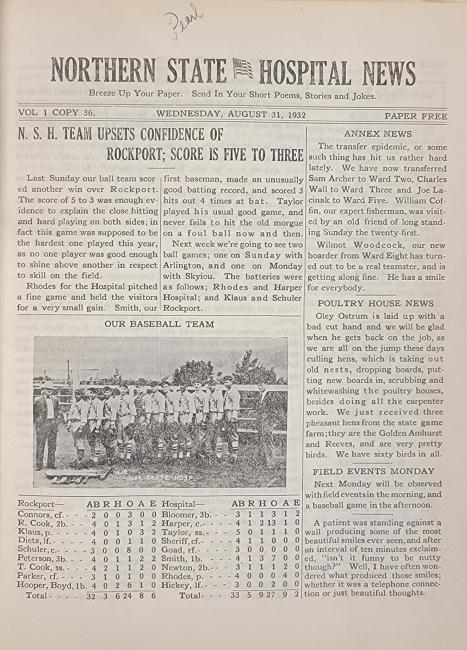 Pearl
NORTHERN STATE HOSPITAL NEWS
Breeze Up Your Paper. Send In Your Short Poems, Stories and Jokes.
VOL 1 COPY 36. WEDNESDAY, AUGUST 31, 1932 PAPER FREE
N. S. H. TEAM UPSETS CONFIDENCE OF
ROCKPORT; SCORE IS FIVE TO THREE
Last Sunday our ball team scor-
ed another win over Rockport.
The score of 5 to 3 was enough ev-
idence to explain the close hitting
and hard playing on both sides; in
fact this game was supposed to be
the hardest one played this year,
as no one player was good enough
to shine above another in respect
to skill on the field.
Rhodes for the Hospital pitched
a fine game and held the visitors
for a very small gain. Smith, our
first baseman, made an unusually
good batting record, and scored 3
hits out 4 times at bat. Taylor
played his usual good game, and
never fails to hit the old morgue
on a foul ball now and then.
Next week we're going to see two
ball games; one on Sunday with
Arlington, and one on Monday
with Skyiou. The batteries were
as follows; Rhodes and Harper
Hospital; and Klaus and Schuler
Rockport.
OUR BASEBALL TEAM
NOR. STATE HOSP.
Rockport— AB R H O A E
Connors, cf. - - - 2 0 0 3 0 0
R. Cook, 2b. - - - 4 0 1 3 1 2
Klaus, p. - - - 4 0 1 0 3 2
Dietz, lf. - - - 4 0 1 1 0 1
Schuler, c. - - - 3 0 0 8 0 0
Peterson, 3b. - - - 4 0 1 1 2 2
T. Cook, ss. - - - 4 2 1 1 2 0
Parker, rf. - - - 3 1 0 1 0 0
Hooper, Boyd, 1b. 4 0 2 6 1 0
Total - - - - 32 3 6 24 8 6
Hospital— AB R H O A E
Bloomer, 3b. - - - 3 1 1 3 1 2
Harper, c. - - - 4 1 2 13 1 0
Taylor, ss. - - - 5 0 1 1 1 0
Sheriff, cf. - - - 4 1 1 0 0 0
Goad, rf. - - - 3 0 0 0 0 0
Smith, 1b. - - - 4 1 3 7 0 0
Newton, 2b. - - - 3 1 1 1 2 0
Rhodes, p. - - - 4 0 0 0 4 0
Hickey, lf. - - - 3 0 0 2 0 0
Total - - - 33 5 9 27 9 2
ANNEX NEWS
The transfer epidemic, or some
such thing has hit us rather hard
lately. We have now transferred
Sam Archer to Ward Two, Charles
Wall to Ward Three and Joe La-
cinak to Ward Five. William Cof-
fin, our expert fisherman, was visit-
ed by an old friend of long stand-
ing Sunday the twenty-first.
Wilmot Woodcock, our new
boarder from Ward Eight has turn-
ed out to be a real teamster, and is
getting along fine. He has a smile
for everybody.
POULTRY HOUSE NEWS
Oley Ostrum is laid up with a
bad cut hand and we will be glad
when he gets back on the job, as
we are all on the jump these days
culling hens, which is taking out
old nests, dropping boards, put-
ting new boards in, scrubbing and
whitewashing the poultry houses,
besides doing all the carpenter
work. We just received three
pheasant hens from the state game
farm; they are the Golden Amhurst
and Reeves, and are very pretty
birds. We have sixty birds in all.
FIELD EVENTS MONDAY
Next Monday will be observed
with field events in the morning, and
a baseball game in the afternoon.
A patient was standing against a
wall producing some of the most
beautiful smiles ever seen, and after
an interval of ten minutes exclaim-
ed, "isn't it funny to be nutty
though?" Well, I have often won-
dered what produced those smiles;
whether it was a telephone connec-
tion or just beautiful thoughts.